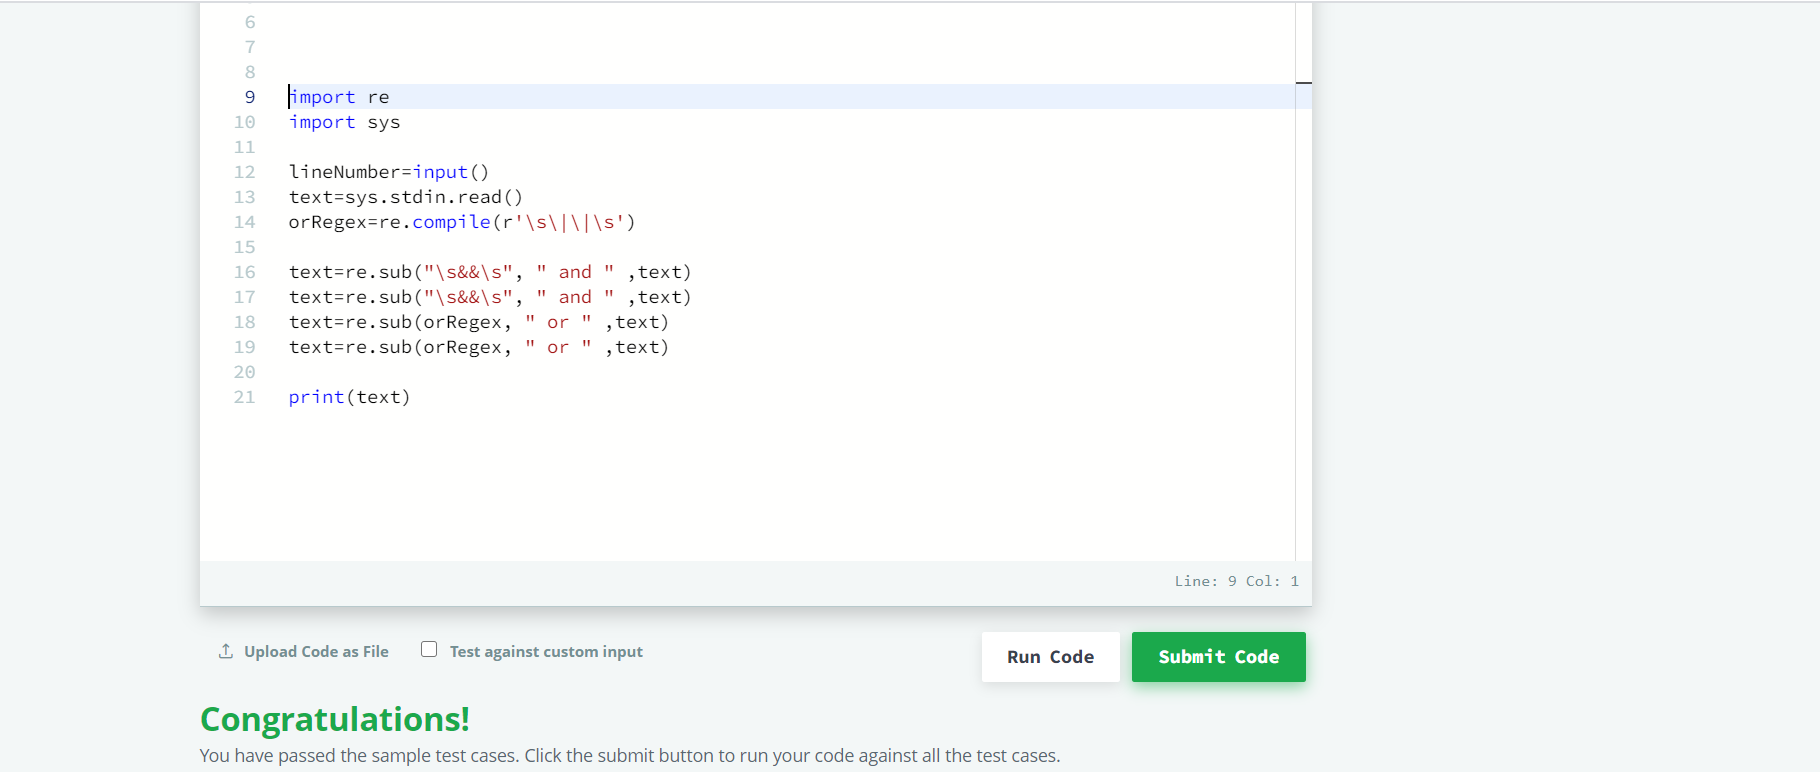 6
7
8
9 import re
10 import sys
11
12 lineNumber=input()
13 text=sys.stdin.read()
14 orRegex=re.compile(r'\s\|\|\s')
15
16 text=re.sub("\s&&\s", " and " ,text)
17 text=re.sub("\s&&\s", " and " ,text)
18 text=re.sub(orRegex, " or " ,text)
19 text=re.sub(orRegex, " or " ,text)
20
21 print(text)
Line: 9 Col: 1
Upload Code as File Test against custom input Run Code Submit Code
Congratulations!
You have passed the sample test cases. Click the submit button to run your code against all the test cases.